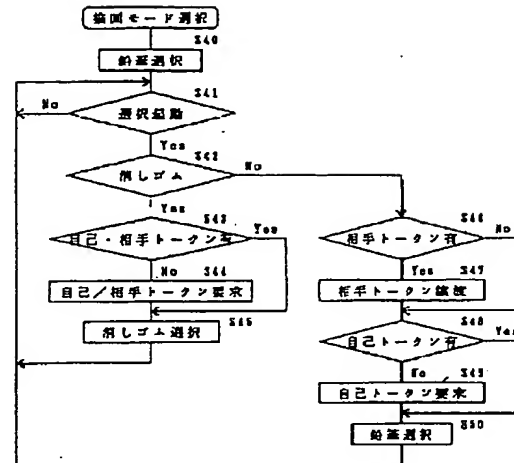 描画モード選択
S40
鉛筆選択
S41
選択起動
No
Yes
S42
消しゴム
No
Yes
S43
自己・相手トークン有
Yes
No
S44
自己/相手トークン要求
S45
消しゴム選択
S46
相手トークン有
No
Yes
S47
相手トークン譲渡
S48
自己トークン有
Yes
No
S49
自己トークン要求
S50
鉛筆選択